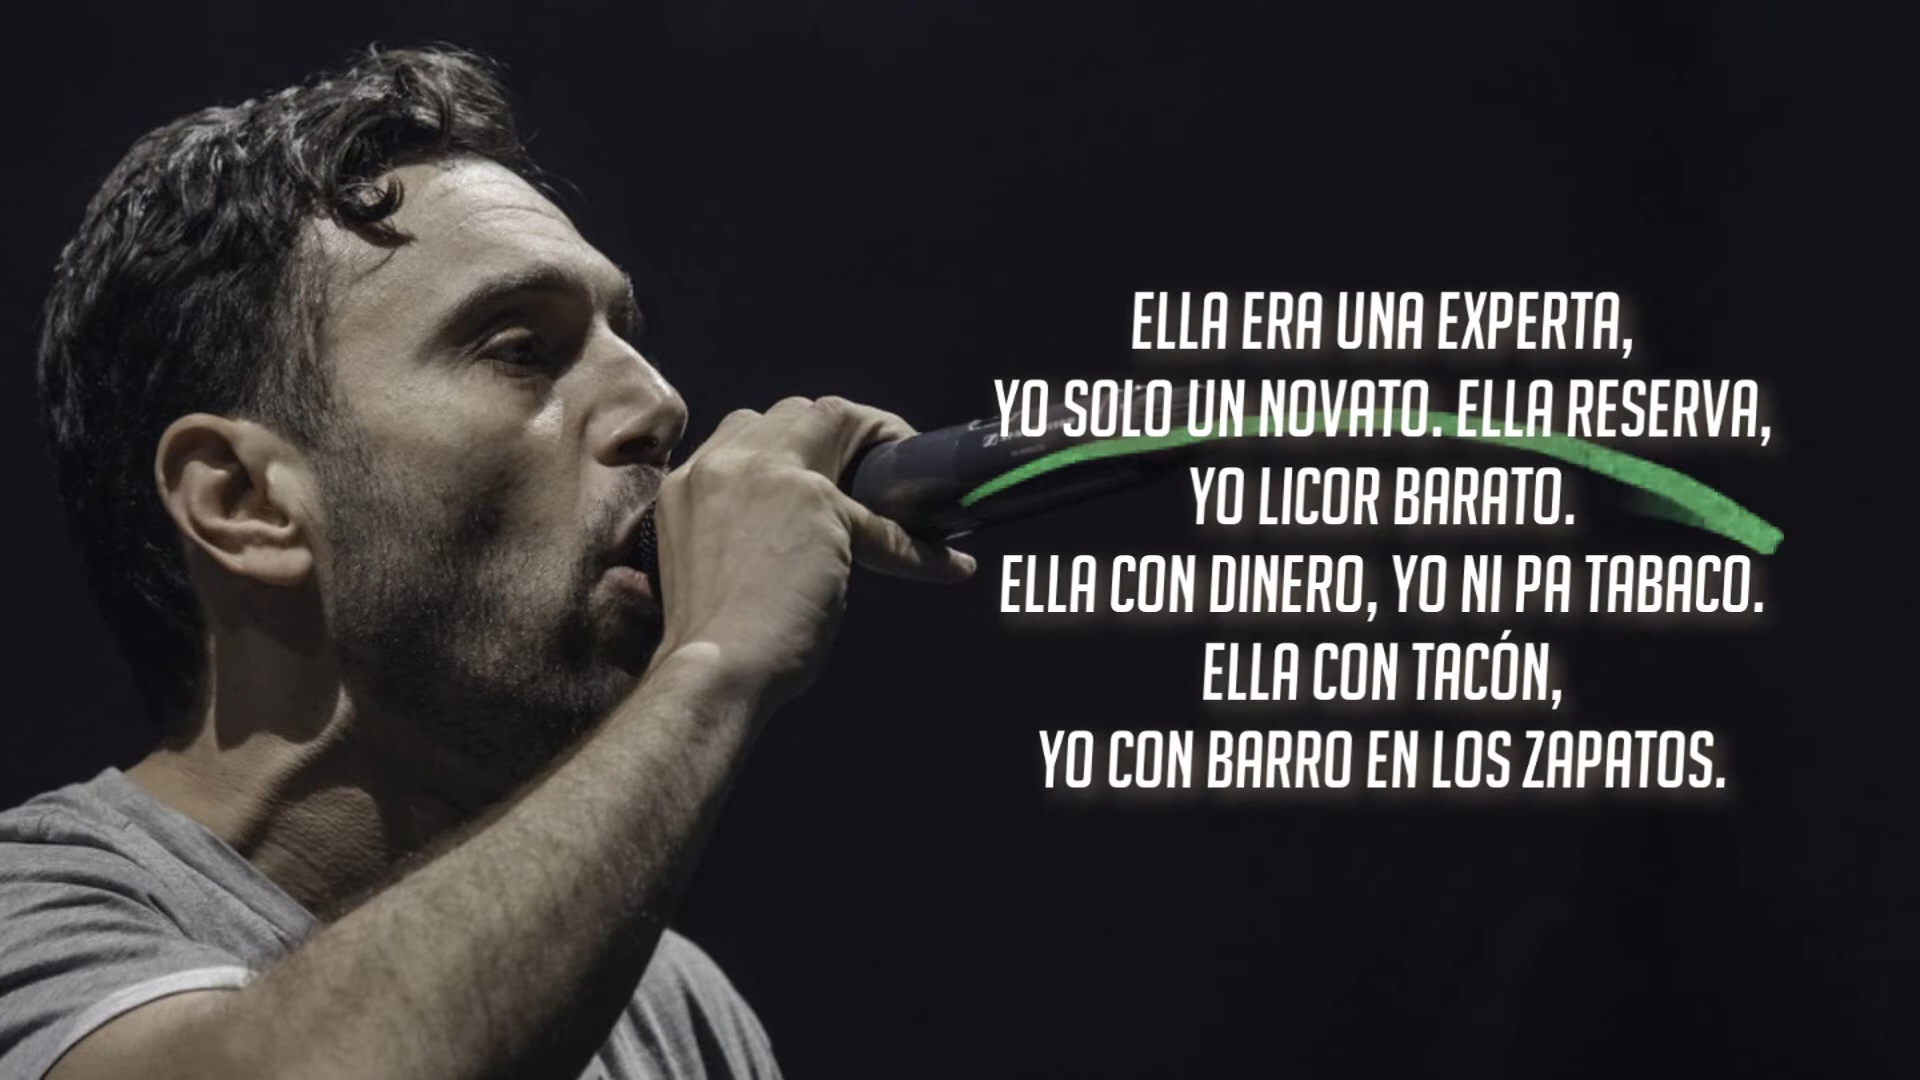 ELLA ERA UNA EXPERTA,
YO SOLO UN NOVATO. ELLA RESERVA,
YO LICOR BARATO.
ELLA CON DINERO, YO NI PA TABACO.
ELLA CON TACÓN,
YO CON BARRO EN LOS ZAPATOS.